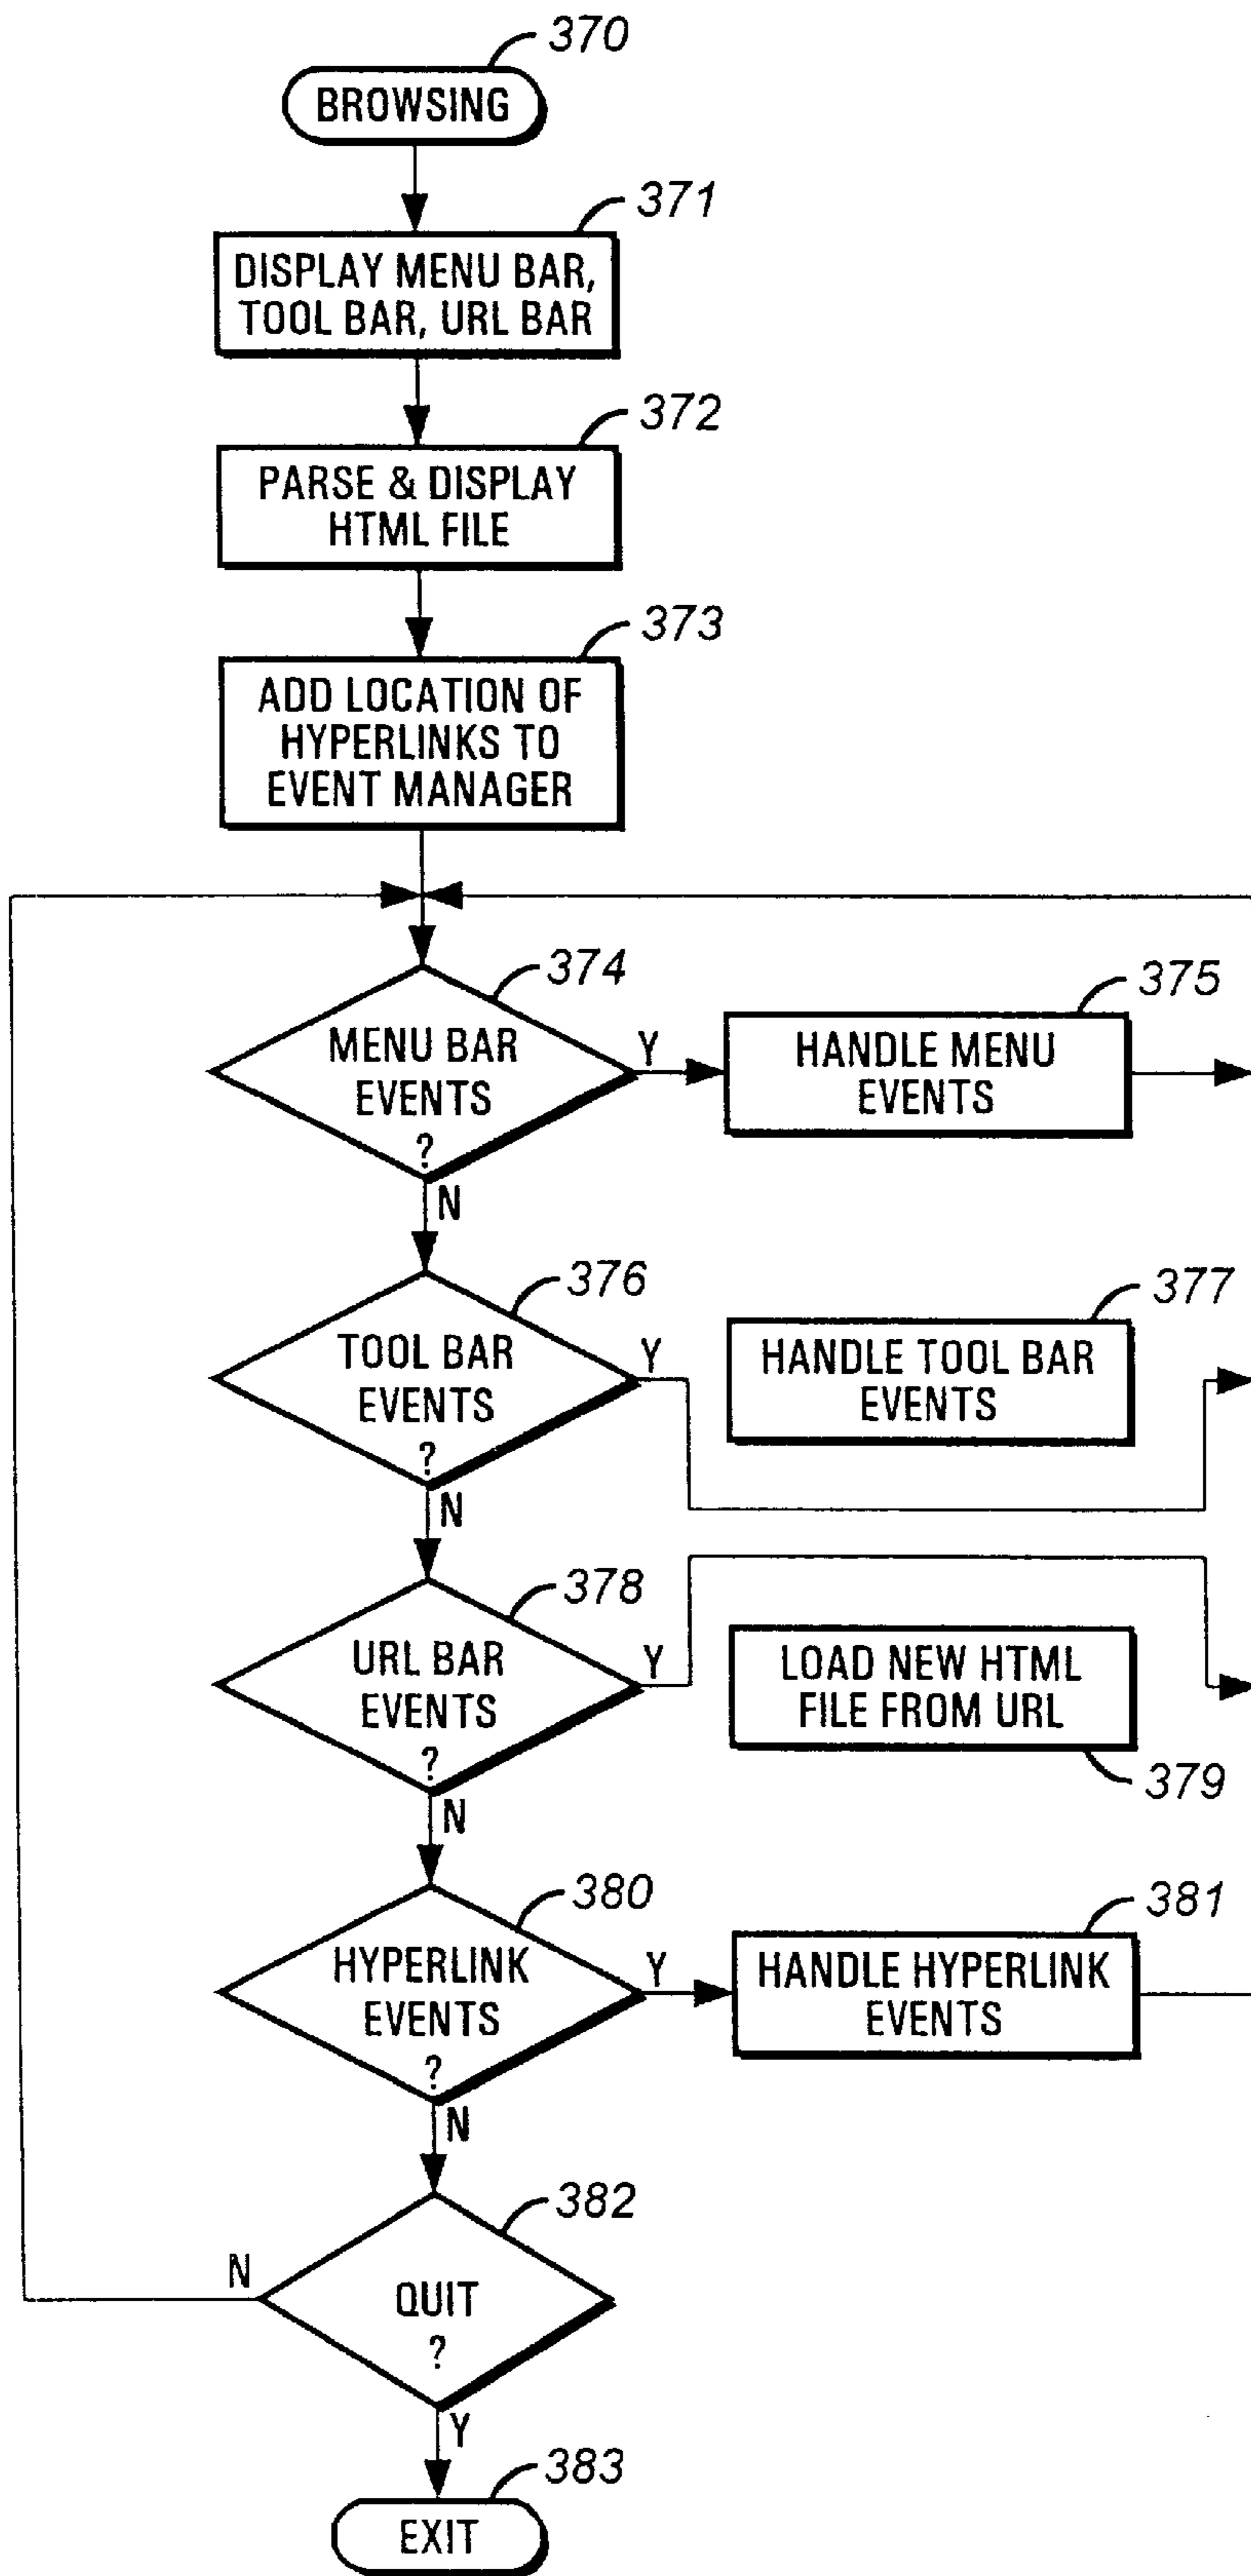 370
BROWSING
371
DISPLAY MENU BAR,
TOOL BAR, URL BAR
372
PARSE & DISPLAY
HTML FILE
373
ADD LOCATION OF
HYPERLINKS TO
EVENT MANAGER
374
MENU BAR
EVENTS
?
Y
N
375
HANDLE MENU
EVENTS
376
TOOL BAR
EVENTS
?
Y
N
377
HANDLE TOOL BAR
EVENTS
378
URL BAR
EVENTS
?
Y
N
LOAD NEW HTML
FILE FROM URL
379
380
HYPERLINK
EVENTS
?
Y
N
381
HANDLE HYPERLINK
EVENTS
382
N
QUIT
?
Y
383
EXIT